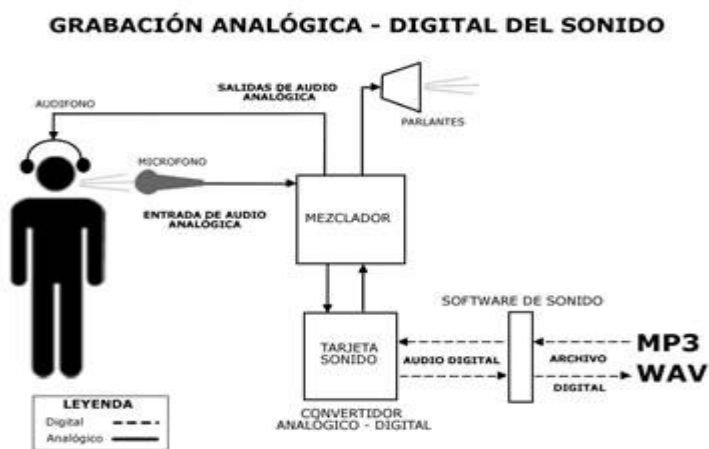 GRABACIÓN ANALÓGICA - DIGITAL DEL SONIDO
SALIDAS DE AUDIO
ANALÓGICA
AUDIFONO
PARLANTES
MICROFONO
ENTRADA DE AUDIO
ANALÓGICA
MEZCLADOR
SOFTWARE DE SONIDO
TARJETA
SONIDO
AUDIO DIGITAL
ARCHIVO
DIGITAL
MP3
WAV
CONVERTIDOR
ANALÓGICO - DIGITAL
LEYENDA
Digital
Analógico